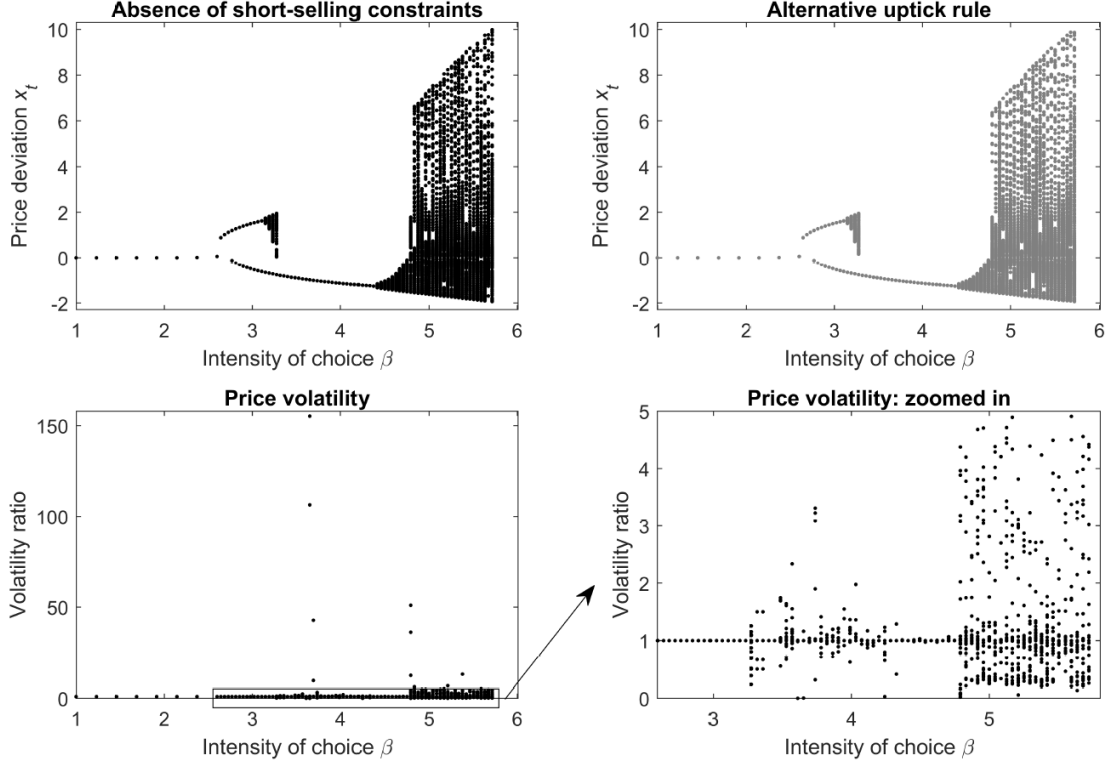 Absence of short-selling constraints
Price deviation xt
10
8
6
4
2
0
-2
1 2 3 4 5 6
Intensity of choice β
Alternative uptick rule
Price deviation xt
10
8
6
4
2
0
-2
1 2 3 4 5 6
Intensity of choice β
Price volatility
Volatility ratio
150
100
50
0
1 2 3 4 5 6
Intensity of choice β
Price volatility: zoomed in
Volatility ratio
5
4
3
2
1
0
3 4 5
Intensity of choice β